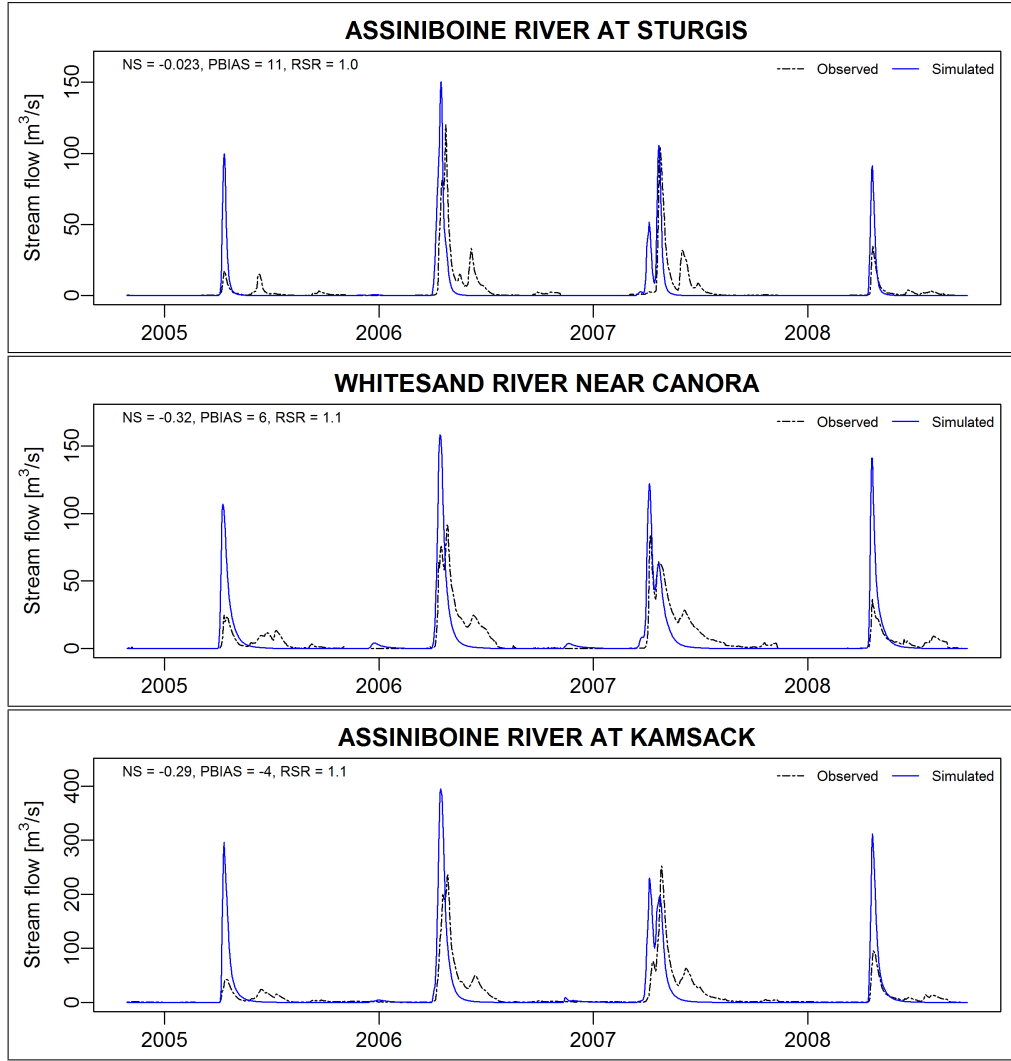 ASSINIBOINE RIVER AT STURGIS
NS = -0.023, PBIAS = 11, RSR = 1.0
Observed Simulated
Stream flow [m³/s]
150
100
50
0
2005 2006 2007 2008
WHITESAND RIVER NEAR CANORA
NS = -0.32, PBIAS = 6, RSR = 1.1
Observed Simulated
Stream flow [m³/s]
150
100
50
0
2005 2006 2007 2008
ASSINIBOINE RIVER AT KAMSACK
NS = -0.29, PBIAS = -4, RSR = 1.1
Observed Simulated
Stream flow [m³/s]
400
300
200
100
0
2005 2006 2007 2008